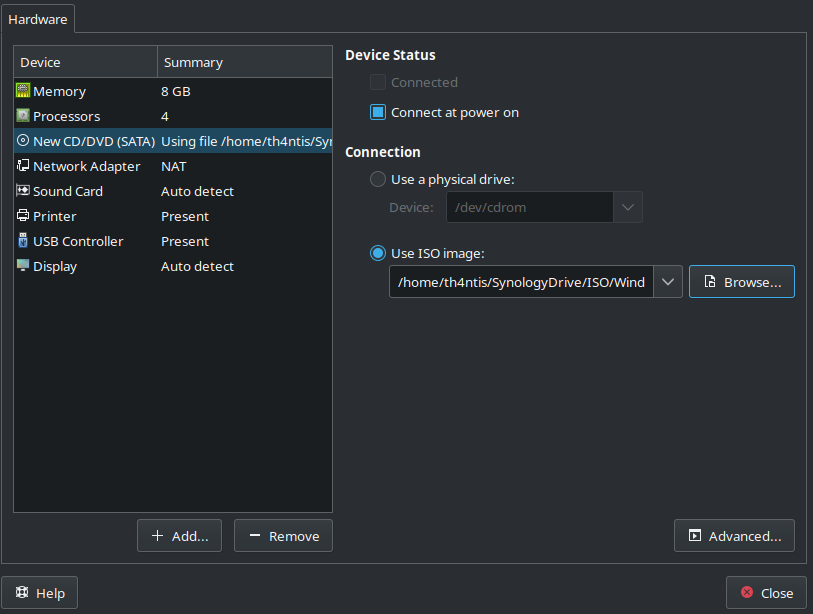 Hardware
Device Summary
Memory 8 GB
Processors 4
New CD/DVD (SATA) Using file /home/th4ntis/Syn
Network Adapter NAT
Sound Card Auto detect
Printer Present
USB Controller Present
Display Auto detect
Add...
Remove
Device Status
Connected
Connect at power on
Connection
Use a physical drive:
Device: /dev/cdrom
Use ISO image:
/home/th4ntis/SynologyDrive/ISO/Wind Browse...
Advanced...
Help
Close